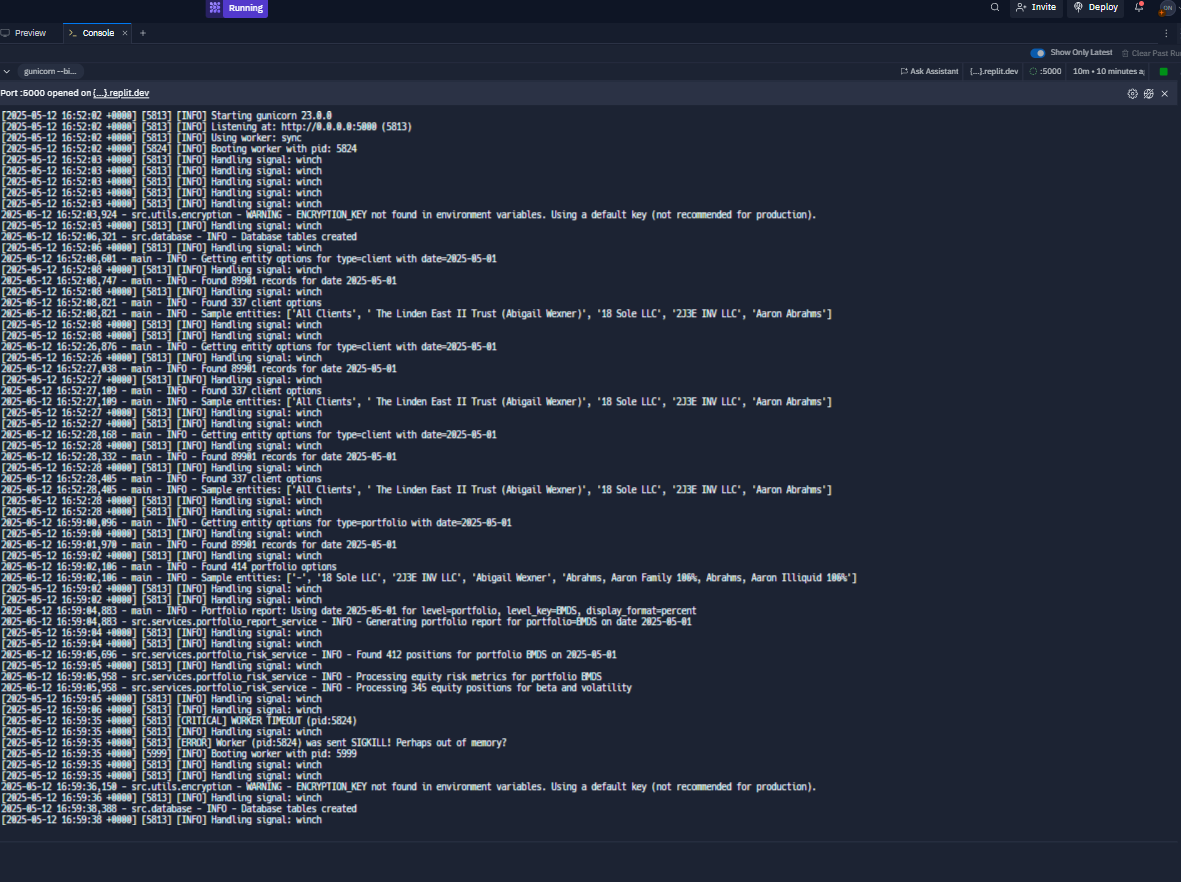 Running
Invite
Deploy
ON
Preview
Console
Show Only Latest
Clear Past Ru
gunicorn --bi...
Ask Assistant
{...}.replit.dev
:5000
10m • 10 minutes a
Port :5000 opened on {...}.replit.dev
[2025-05-12 16:52:02 +0000] [5813] [INFO] Starting gunicorn 23.0.0
[2025-05-12 16:52:02 +0000] [5813] [INFO] Listening at: http://0.0.0.0:5000 (5813)
[2025-05-12 16:52:02 +0000] [5813] [INFO] Using worker: sync
[2025-05-12 16:52:02 +0000] [5824] [INFO] Booting worker with pid: 5824
[2025-05-12 16:52:03 +0000] [5813] [INFO] Handling signal: winch
[2025-05-12 16:52:03 +0000] [5813] [INFO] Handling signal: winch
[2025-05-12 16:52:03 +0000] [5813] [INFO] Handling signal: winch
[2025-05-12 16:52:03 +0000] [5813] [INFO] Handling signal: winch
[2025-05-12 16:52:03 +0000] [5813] [INFO] Handling signal: winch
2025-05-12 16:52:03,924 - src.utils.encryption - WARNING - ENCRYPTION_KEY not found in environment variables. Using a default key (not recommended for production).
[2025-05-12 16:52:03 +0000] [5813] [INFO] Handling signal: winch
2025-05-12 16:52:06,321 - src.database - INFO - Database tables created
[2025-05-12 16:52:06 +0000] [5813] [INFO] Handling signal: winch
2025-05-12 16:52:08,601 - main - INFO - Getting entity options for type=client with date=2025-05-01
[2025-05-12 16:52:08 +0000] [5813] [INFO] Handling signal: winch
2025-05-12 16:52:08,747 - main - INFO - Found 89901 records for date 2025-05-01
[2025-05-12 16:52:08 +0000] [5813] [INFO] Handling signal: winch
2025-05-12 16:52:08,821 - main - INFO - Found 337 client options
2025-05-12 16:52:08,821 - main - INFO - Sample entities: ['All Clients', ' The Linden East II Trust (Abigail Wexner)', '18 Sole LLC', '2J3E INV LLC', 'Aaron Abrahms']
[2025-05-12 16:52:08 +0000] [5813] [INFO] Handling signal: winch
[2025-05-12 16:52:08 +0000] [5813] [INFO] Handling signal: winch
2025-05-12 16:52:26,876 - main - INFO - Getting entity options for type=client with date=2025-05-01
[2025-05-12 16:52:26 +0000] [5813] [INFO] Handling signal: winch
2025-05-12 16:52:27,038 - main - INFO - Found 89901 records for date 2025-05-01
[2025-05-12 16:52:27 +0000] [5813] [INFO] Handling signal: winch
2025-05-12 16:52:27,109 - main - INFO - Found 337 client options
2025-05-12 16:52:27,109 - main - INFO - Sample entities: ['All Clients', ' The Linden East II Trust (Abigail Wexner)', '18 Sole LLC', '2J3E INV LLC', 'Aaron Abrahms']
[2025-05-12 16:52:27 +0000] [5813] [INFO] Handling signal: winch
[2025-05-12 16:52:27 +0000] [5813] [INFO] Handling signal: winch
2025-05-12 16:52:28,168 - main - INFO - Getting entity options for type=client with date=2025-05-01
[2025-05-12 16:52:28 +0000] [5813] [INFO] Handling signal: winch
2025-05-12 16:52:28,332 - main - INFO - Found 89901 records for date 2025-05-01
[2025-05-12 16:52:28 +0000] [5813] [INFO] Handling signal: winch
2025-05-12 16:52:28,405 - main - INFO - Found 337 client options
2025-05-12 16:52:28,405 - main - INFO - Sample entities: ['All Clients', ' The Linden East II Trust (Abigail Wexner)', '18 Sole LLC', '2J3E INV LLC', 'Aaron Abrahms']
[2025-05-12 16:52:28 +0000] [5813] [INFO] Handling signal: winch
[2025-05-12 16:52:28 +0000] [5813] [INFO] Handling signal: winch
2025-05-12 16:59:00,096 - main - INFO - Getting entity options for type=portfolio with date=2025-05-01
[2025-05-12 16:59:00 +0000] [5813] [INFO] Handling signal: winch
2025-05-12 16:59:01,970 - main - INFO - Found 89901 records for date 2025-05-01
[2025-05-12 16:59:02 +0000] [5813] [INFO] Handling signal: winch
2025-05-12 16:59:02,106 - main - INFO - Found 414 portfolio options
2025-05-12 16:59:02,106 - main - INFO - Sample entities: ['-', '18 Sole LLC', '2J3E INV LLC', 'Abigail Wexner', 'Abrahms, Aaron Family 106%, Abrahms, Aaron Illiquid 106%']
[2025-05-12 16:59:02 +0000] [5813] [INFO] Handling signal: winch
[2025-05-12 16:59:02 +0000] [5813] [INFO] Handling signal: winch
2025-05-12 16:59:04,883 - main - INFO - Portfolio report: Using date 2025-05-01 for level=portfolio, level_key=BMDS, display_format=percent
2025-05-12 16:59:04,883 - src.services.portfolio_report_service - INFO - Generating portfolio report for portfolio=BMDS on date 2025-05-01
[2025-05-12 16:59:04 +0000] [5813] [INFO] Handling signal: winch
[2025-05-12 16:59:04 +0000] [5813] [INFO] Handling signal: winch
2025-05-12 16:59:05,696 - src.services.portfolio_risk_service - INFO - Found 412 positions for portfolio BMDS on 2025-05-01
[2025-05-12 16:59:05 +0000] [5813] [INFO] Handling signal: winch
2025-05-12 16:59:05,958 - src.services.portfolio_risk_service - INFO - Processing equity risk metrics for portfolio BMDS
2025-05-12 16:59:05,958 - src.services.portfolio_risk_service - INFO - Processing 345 equity positions for beta and volatility
[2025-05-12 16:59:05 +0000] [5813] [INFO] Handling signal: winch
[2025-05-12 16:59:06 +0000] [5813] [INFO] Handling signal: winch
[2025-05-12 16:59:35 +0000] [5813] [CRITICAL] WORKER TIMEOUT (pid:5824)
[2025-05-12 16:59:35 +0000] [5813] [INFO] Handling signal: winch
[2025-05-12 16:59:35 +0000] [5813] [ERROR] Worker (pid:5824) was sent SIGKILL! Perhaps out of memory?
[2025-05-12 16:59:35 +0000] [5999] [INFO] Booting worker with pid: 5999
[2025-05-12 16:59:35 +0000] [5813] [INFO] Handling signal: winch
[2025-05-12 16:59:35 +0000] [5813] [INFO] Handling signal: winch
2025-05-12 16:59:36,150 - src.utils.encryption - WARNING - ENCRYPTION_KEY not found in environment variables. Using a default key (not recommended for production).
[2025-05-12 16:59:36 +0000] [5813] [INFO] Handling signal: winch
2025-05-12 16:59:38,388 - src.database - INFO - Database tables created
[2025-05-12 16:59:38 +0000] [5813] [INFO] Handling signal: winch